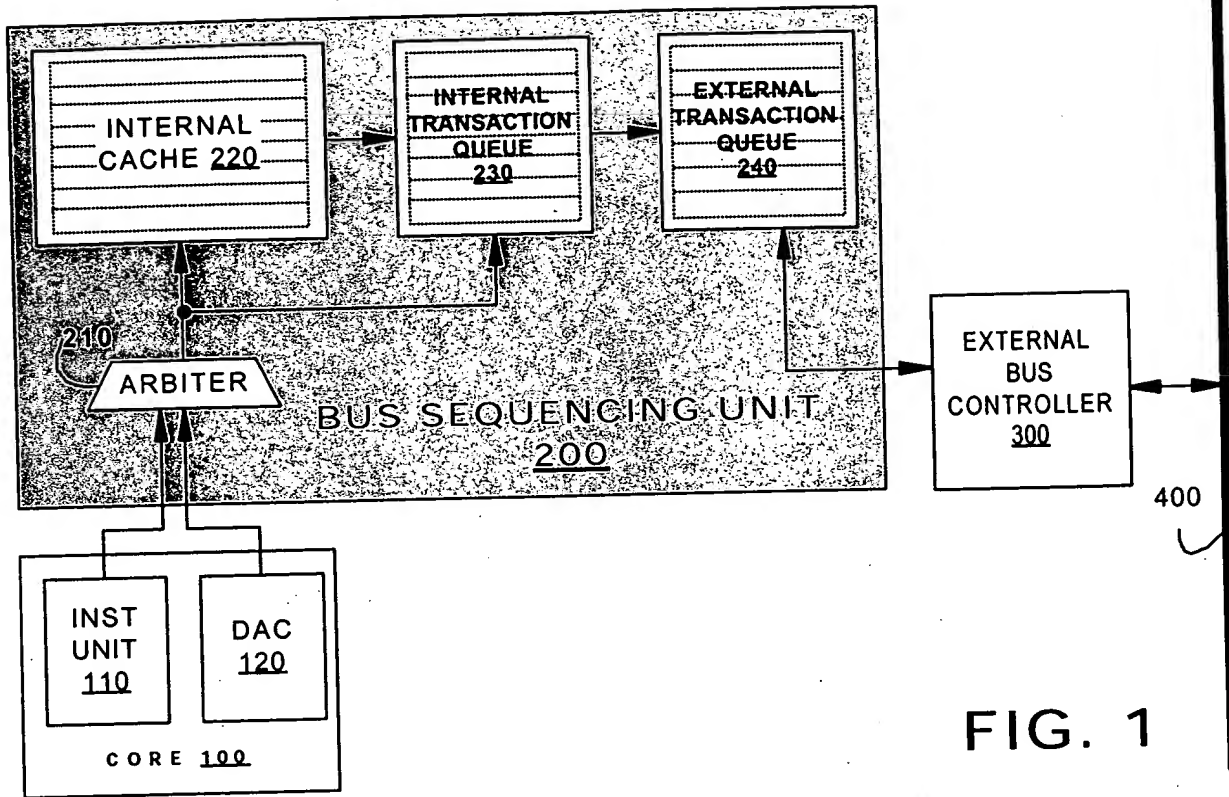 INTERNAL
CACHE 220
INTERNAL
TRANSACTION
QUEUE
230
EXTERNAL
TRANSACTION
QUEUE
240
210
ARBITER
BUS SEQUENCING UNIT
200
EXTERNAL
BUS
CONTROLLER
300
400
INST
UNIT
110
DAC
120
CORE 100
FIG. 1